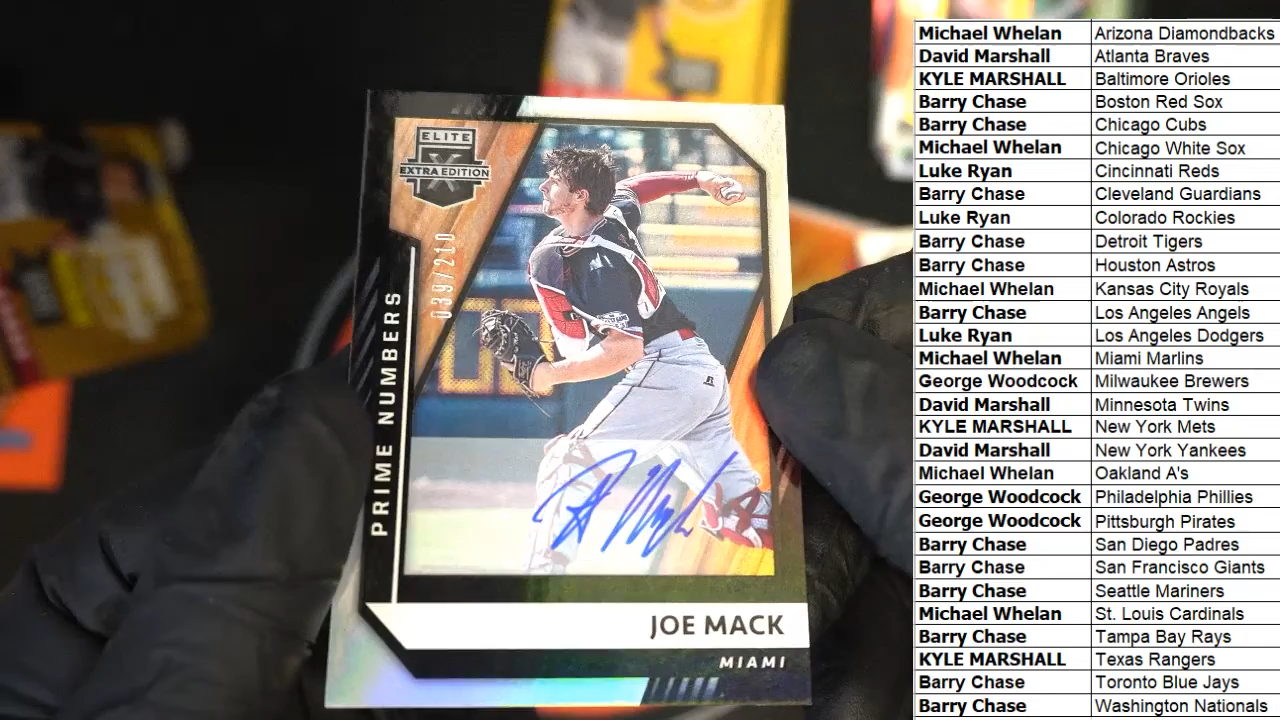 ELITE
X
EXTRA EDITION
039/210
PRIME NUMBERS
JOE MACK
MIAMI
Michael Whelan Arizona Diamondbacks
David Marshall Atlanta Braves
KYLE MARSHALL Baltimore Orioles
Barry Chase Boston Red Sox
Barry Chase Chicago Cubs
Michael Whelan Chicago White Sox
Luke Ryan Cincinnati Reds
Barry Chase Cleveland Guardians
Luke Ryan Colorado Rockies
Barry Chase Detroit Tigers
Barry Chase Houston Astros
Michael Whelan Kansas City Royals
Barry Chase Los Angeles Angels
Luke Ryan Los Angeles Dodgers
Michael Whelan Miami Marlins
George Woodcock Milwaukee Brewers
David Marshall Minnesota Twins
KYLE MARSHALL New York Mets
David Marshall New York Yankees
Michael Whelan Oakland A's
George Woodcock Philadelphia Phillies
George Woodcock Pittsburgh Pirates
Barry Chase San Diego Padres
Barry Chase San Francisco Giants
Barry Chase Seattle Mariners
Michael Whelan St. Louis Cardinals
Barry Chase Tampa Bay Rays
KYLE MARSHALL Texas Rangers
Barry Chase Toronto Blue Jays
Barry Chase Washington Nationals